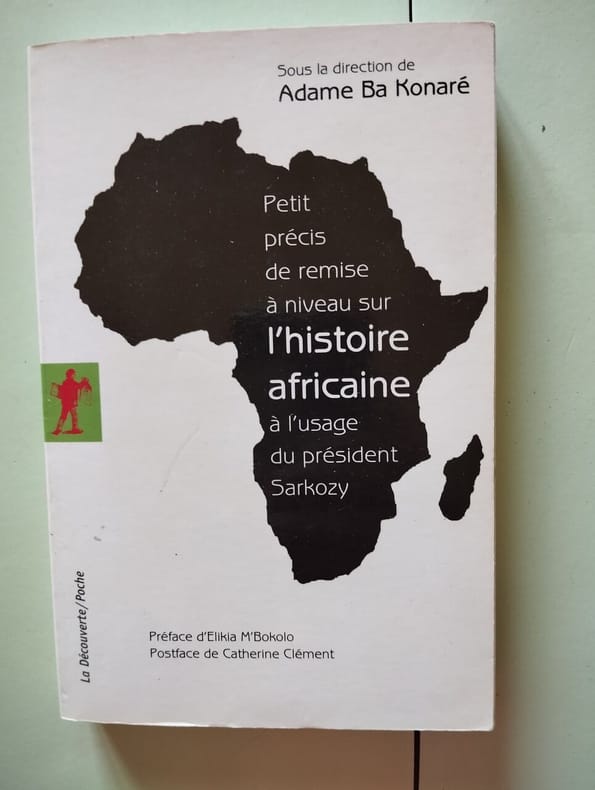 Sous la direction de
Adame Ba Konaré
Petit
précis
de remise
à niveau sur
l'histoire
africaine
à l'usage
du président
Sarkozy
La Découverte/Poche
Préface d'Elikia M'Bokolo
Postface de Catherine Clément